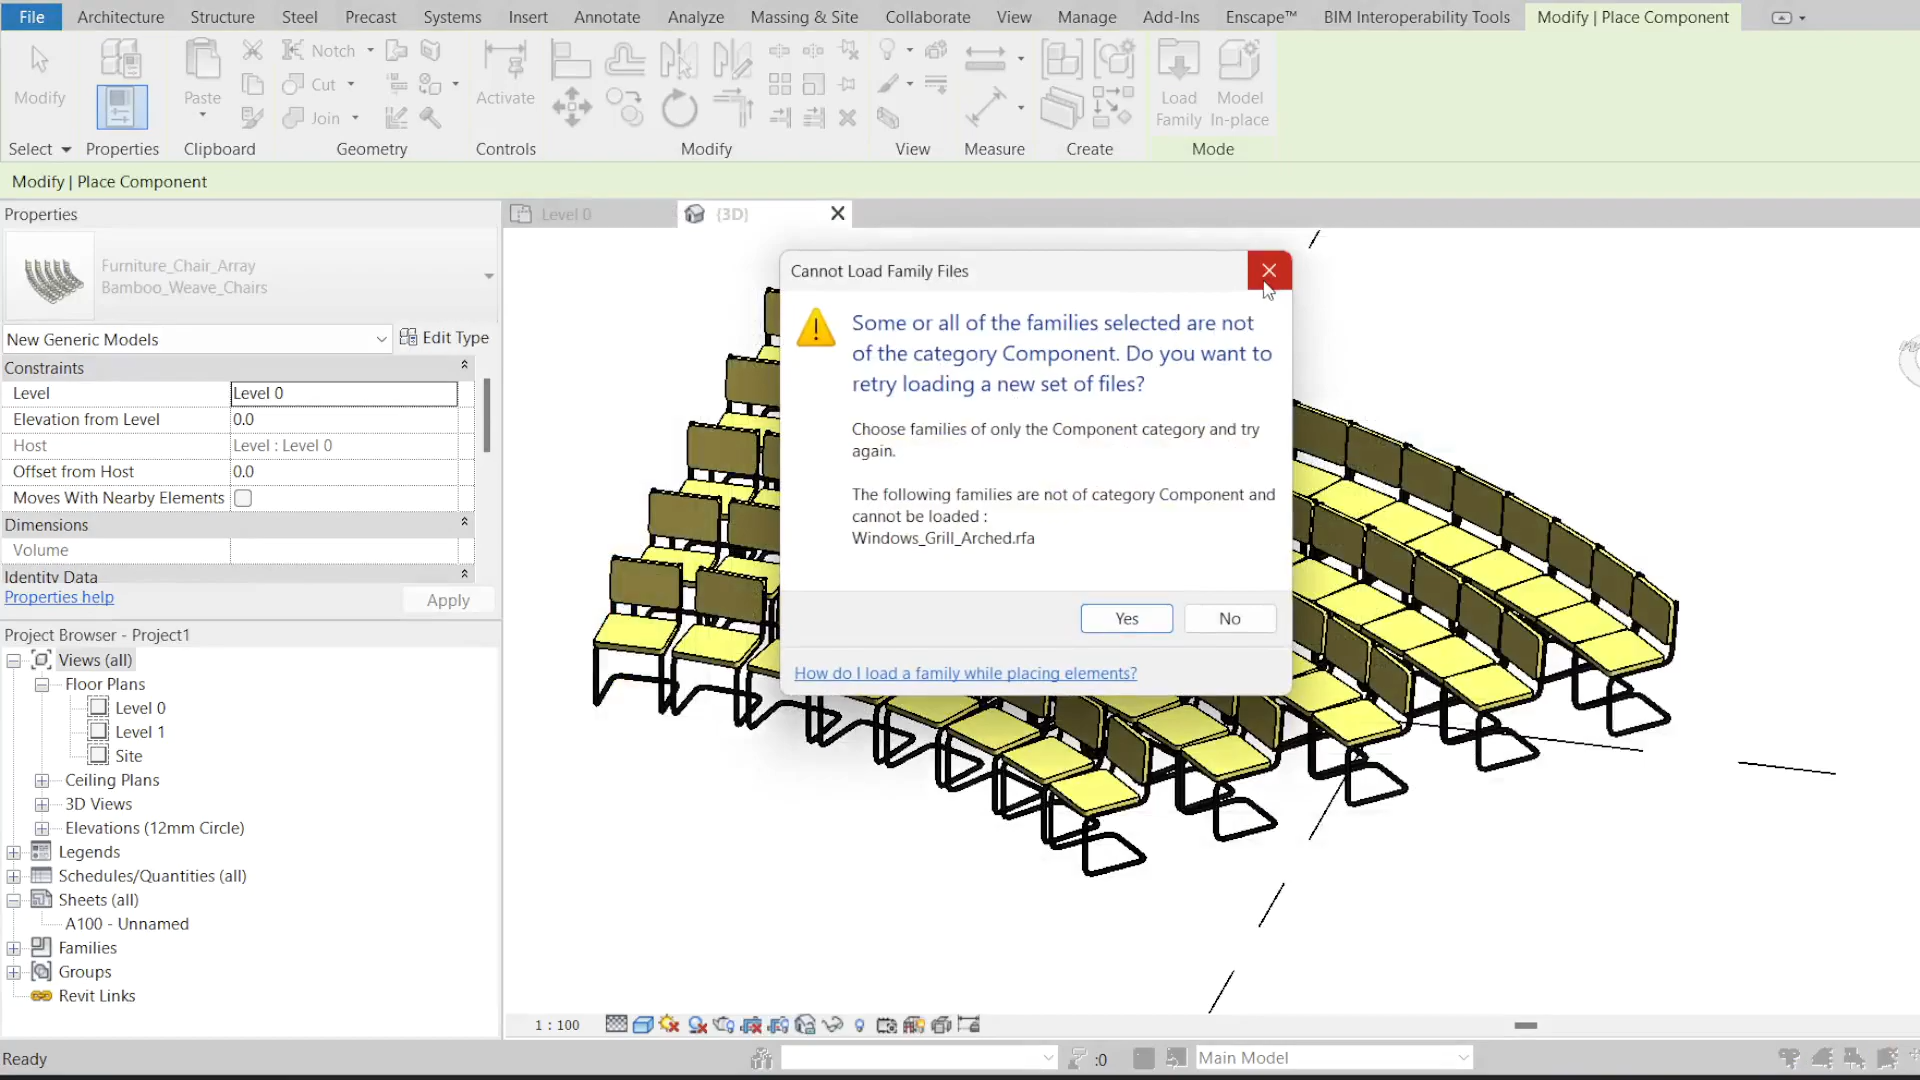 File Architecture Structure Steel Precast Systems Insert Annotate Analyze Massing & Site Collaborate View Manage Add-Ins Enscape™ BIM Interoperability Tools Modify | Place Component
Notch
Cut
Join
Modify Paste Activate Load Family Model In-place
Select Properties Clipboard Geometry Controls Modify View Measure Create Mode
Modify | Place Component
Properties
Furniture_Chair_Array
Bamboo_Weave_Chairs
New Generic Models Edit Type
Constraints
Level Level 0
Elevation from Level 0.0
Host Level : Level 0
Offset from Host 0.0
Moves With Nearby Elements
Dimensions
Volume
Identity Data
Properties help Apply
Project Browser - Project1
Views (all)
Floor Plans
Level 0
Level 1
Site
Ceiling Plans
3D Views
Elevations (12mm Circle)
Legends
Schedules/Quantities (all)
Sheets (all)
A100 - Unnamed
Families
Groups
Revit Links
Level 0 {3D}
Cannot Load Family Files
Some or all of the families selected are not
of the category Component. Do you want to
retry loading a new set of files?
Choose families of only the Component category and try
again.
The following families are not of category Component and
cannot be loaded :
Windows_Grill_Arched.rfa
Yes No
How do I load a family while placing elements?
1 : 100
Ready :0 Main Model